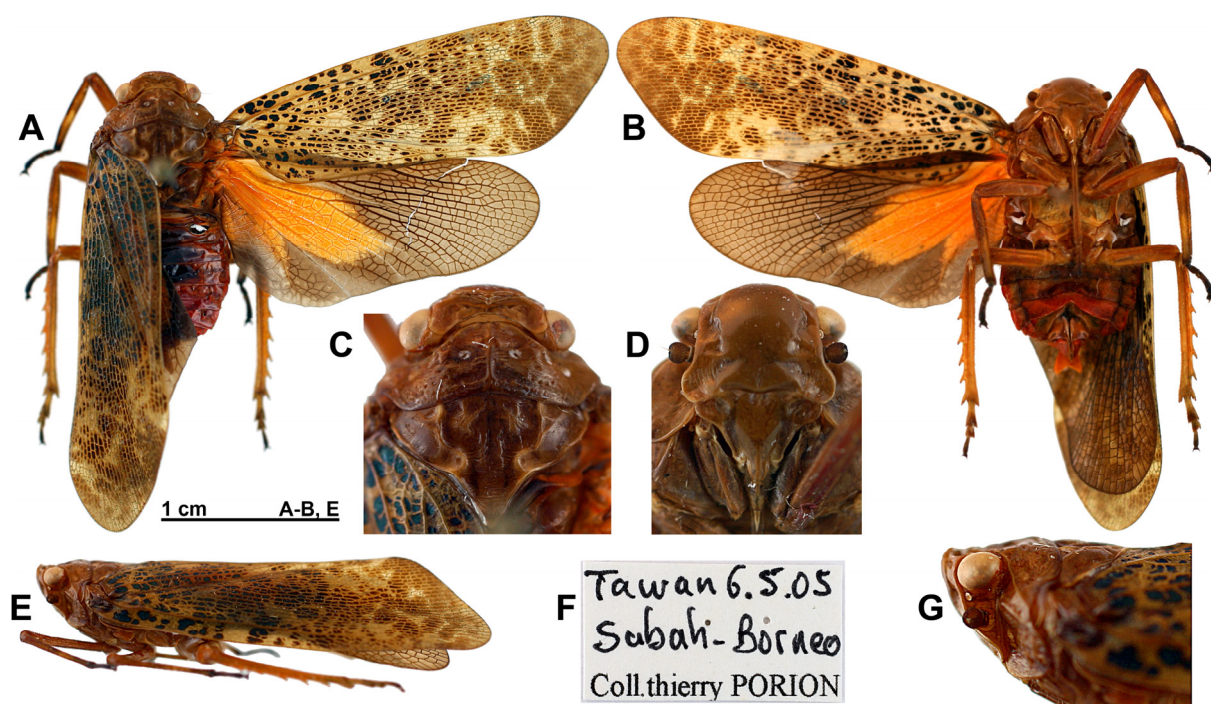 A
B
C
D
1 cm A-B, E
E
F
Tawan 6.5.05
Sabah-Borneo
Coll.thierry PORION
G